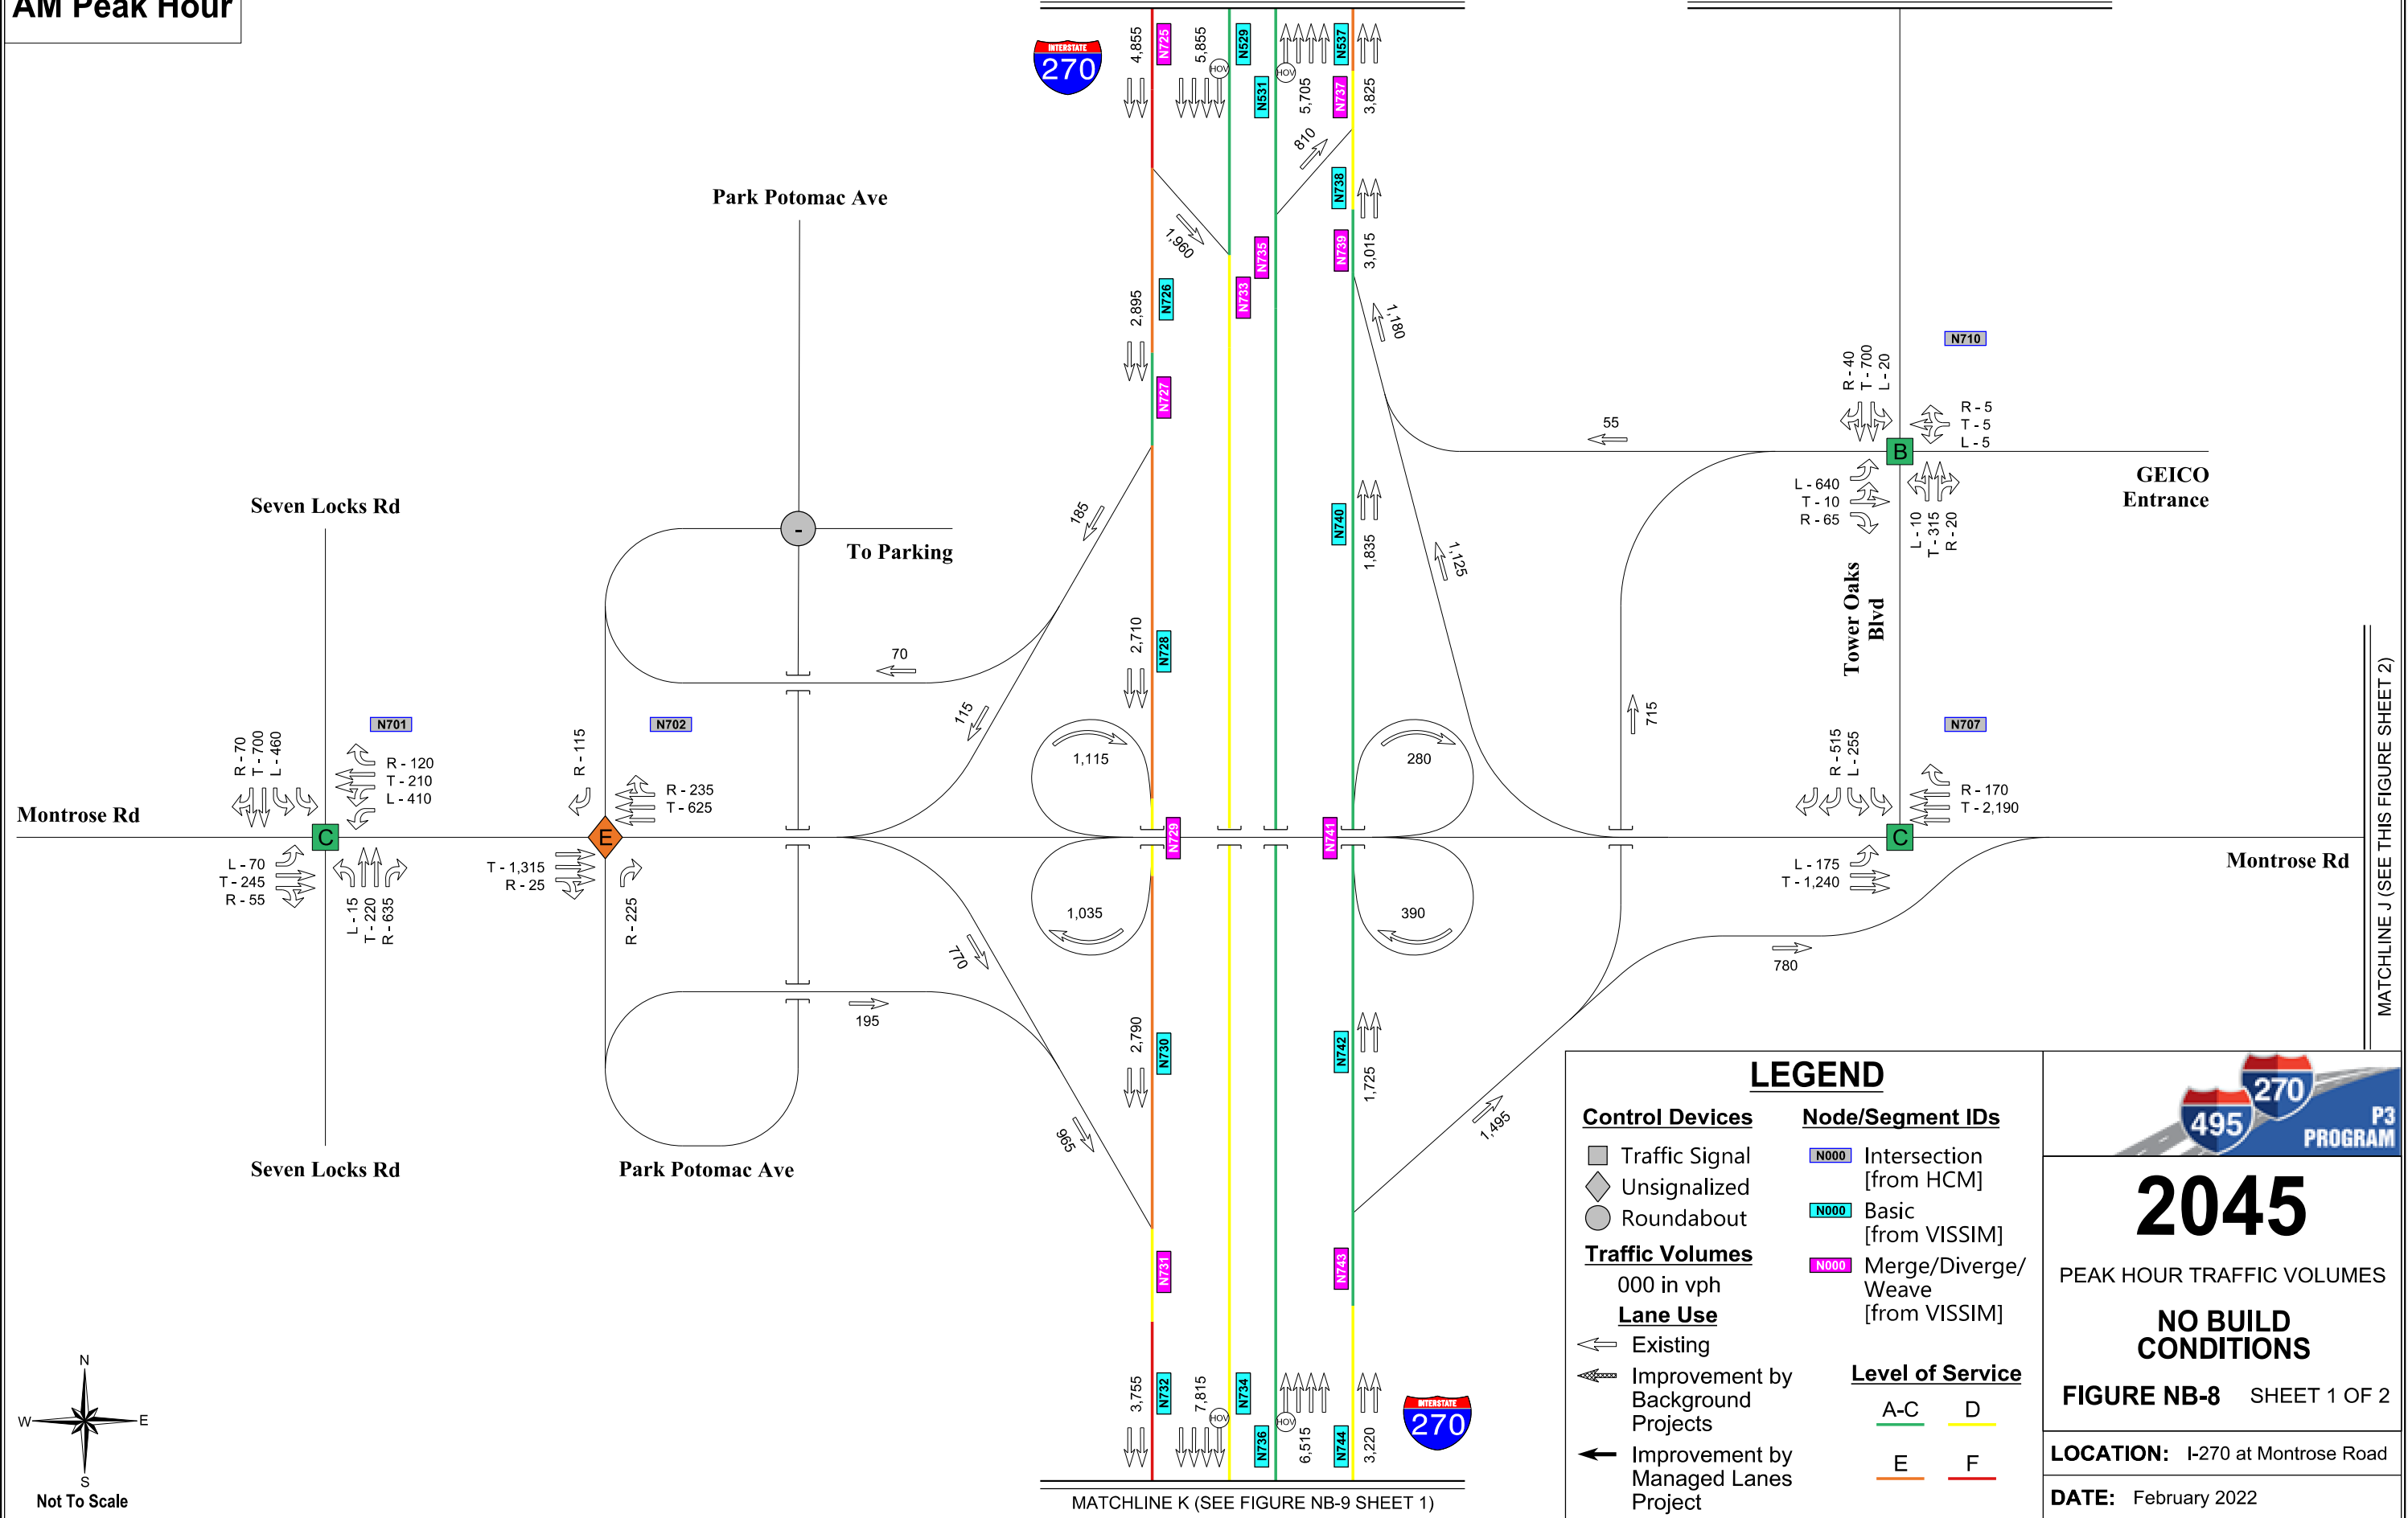 AM Peak Hour
INTERSTATE
270
4,855
N725
5,855
HOV
N529
N531
HOV
5,705
N537
N737
3,825
810
N738
1,960
N735
N739
3,015
N733
2,895
N726
1,180
N727
Park Potomac Ave
N710
R - 40
T - 700
L - 20
R - 5
T - 5
L - 5
55
B
GEICO
Entrance
L - 640
T - 10
R - 65
L - 10
T - 315
R - 20
Seven Locks Rd
-
To Parking
185
N740
1,835
1,125
Tower Oaks
Blvd
2,710
N728
70
115
715
MATCHLINE J (SEE THIS FIGURE SHEET 2)
N701
N702
N707
R - 70
T - 700
L - 460
R - 120
T - 210
L - 410
R - 115
R - 235
T - 625
1,115
280
R - 515
L - 255
R - 170
T - 2,190
Montrose Rd
C
E
N729
N741
C
Montrose Rd
L - 70
T - 245
R - 55
L - 15
T - 220
R - 635
T - 1,315
R - 25
R - 225
1,035
390
L - 175
T - 1,240
770
780
195
2,790
N730
N742
1,725
965
1,495
Seven Locks Rd
Park Potomac Ave
N731
N743
3,755
N732
7,815
HOV
N734
N736
HOV
6,515
N744
3,220
INTERSTATE
270
MATCHLINE K (SEE FIGURE NB-9 SHEET 1)
N
W
E
S
Not To Scale
LEGEND
Control Devices
Traffic Signal
Unsignalized
Roundabout
Traffic Volumes
000 in vph
Lane Use
Existing
Improvement by
Background
Projects
Improvement by
Managed Lanes
Project
Node/Segment IDs
N000 Intersection
[from HCM]
N000 Basic
[from VISSIM]
N000 Merge/Diverge/
Weave
[from VISSIM]
Level of Service
A-C D
E F
495
270
P3
PROGRAM
2045
PEAK HOUR TRAFFIC VOLUMES
NO BUILD
CONDITIONS
FIGURE NB-8 SHEET 1 OF 2
LOCATION: I-270 at Montrose Road
DATE: February 2022